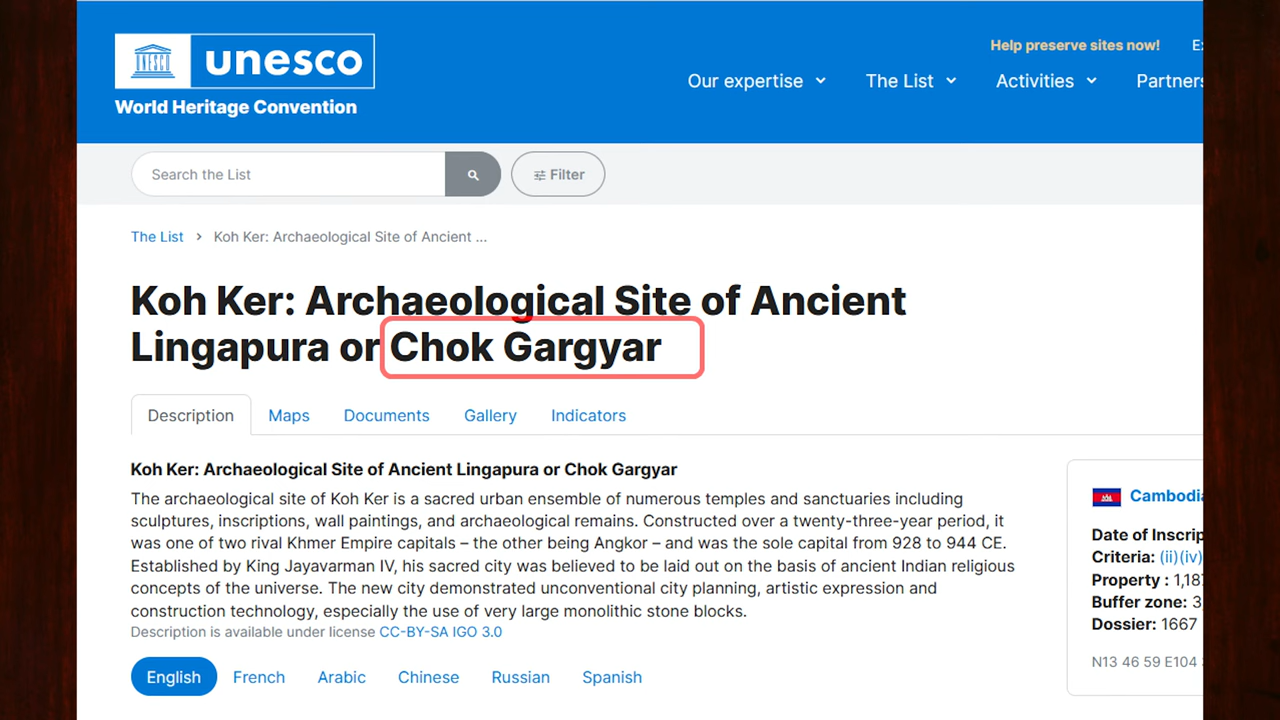 unesco
World Heritage Convention
Help preserve sites now!
Our expertise
The List
Activities
Search the List
Filter
The List > Koh Ker: Archaeological Site of Ancient ...
Koh Ker: Archaeological Site of Ancient
Lingapura or Chok Gargyar
Description Maps Documents Gallery Indicators
Koh Ker: Archaeological Site of Ancient Lingapura or Chok Gargyar
The archaeological site of Koh Ker is a sacred urban ensemble of numerous temples and sanctuaries including
sculptures, inscriptions, wall paintings, and archaeological remains. Constructed over a twenty-three-year period, it
was one of two rival Khmer Empire capitals – the other being Angkor – and was the sole capital from 928 to 944 CE.
Established by King Jayavarman IV, his sacred city was believed to be laid out on the basis of ancient Indian religious
concepts of the universe. The new city demonstrated unconventional city planning, artistic expression and
construction technology, especially the use of very large monolithic stone blocks.
Description is available under license CC-BY-SA IGO 3.0
English French Arabic Chinese Russian Spanish
Date of
Criteria: (ii)(iv)
Property :
Buffer zone:
Dossier: 1667
N13 46 59 E104